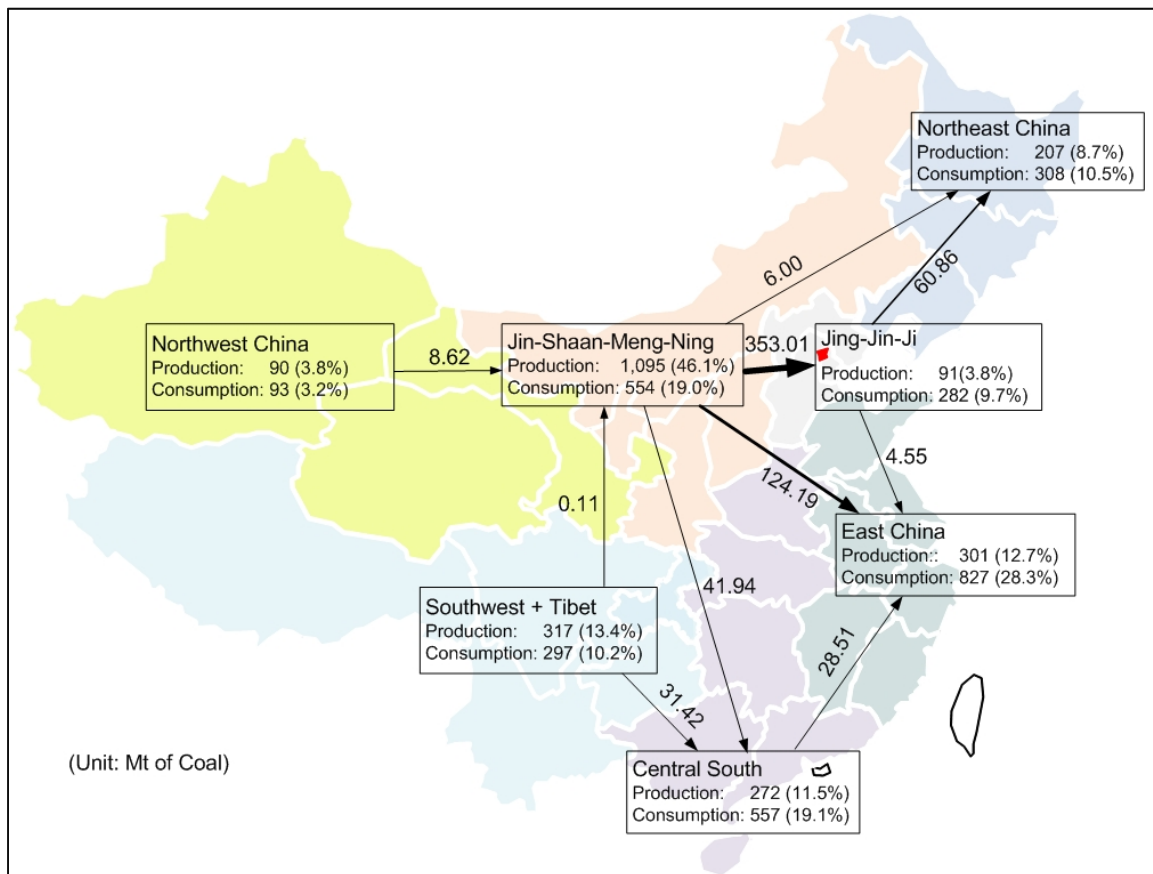 Northeast China
Production: 207 (8.7%)
Consumption: 308 (10.5%)
6.00
60.86
Northwest China
Production: 90 (3.8%)
Consumption: 93 (3.2%)
8.62
Jin-Shaan-Meng-Ning
Production: 1,095 (46.1%)
Consumption: 554 (19.0%)
353.01
Jing-Jin-Ji
Production: 91(3.8%)
Consumption: 282 (9.7%)
4.55
124.19
0.11
East China
Production:: 301 (12.7%)
Consumption: 827 (28.3%)
41.94
Southwest + Tibet
Production: 317 (13.4%)
Consumption: 297 (10.2%)
28.51
31.42
(Unit: Mt of Coal)
Central South
Production: 272 (11.5%)
Consumption: 557 (19.1%)